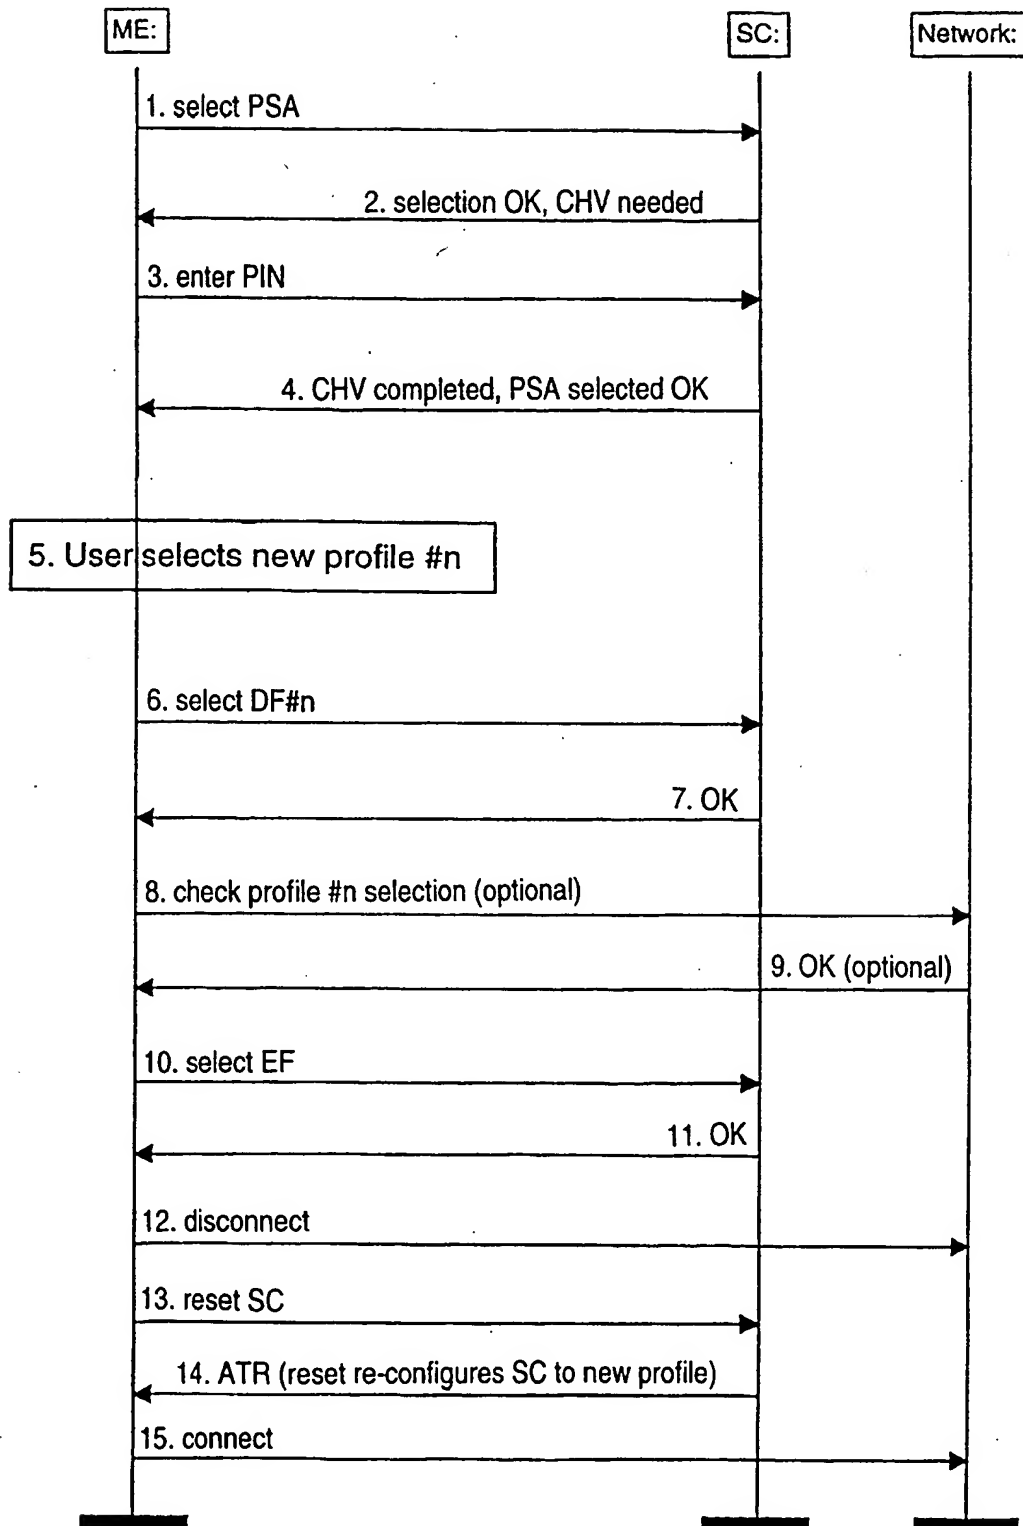 ME:
SC:
Network:
1. select PSA
2. selection OK, CHV needed
3. enter PIN
4. CHV completed, PSA selected OK
5. User selects new profile #n
6. select DF#n
7. OK
8. check profile #n selection (optional)
9. OK (optional)
10. select EF
11. OK
12. disconnect
13. reset SC
14. ATR (reset re-configures SC to new profile)
15. connect